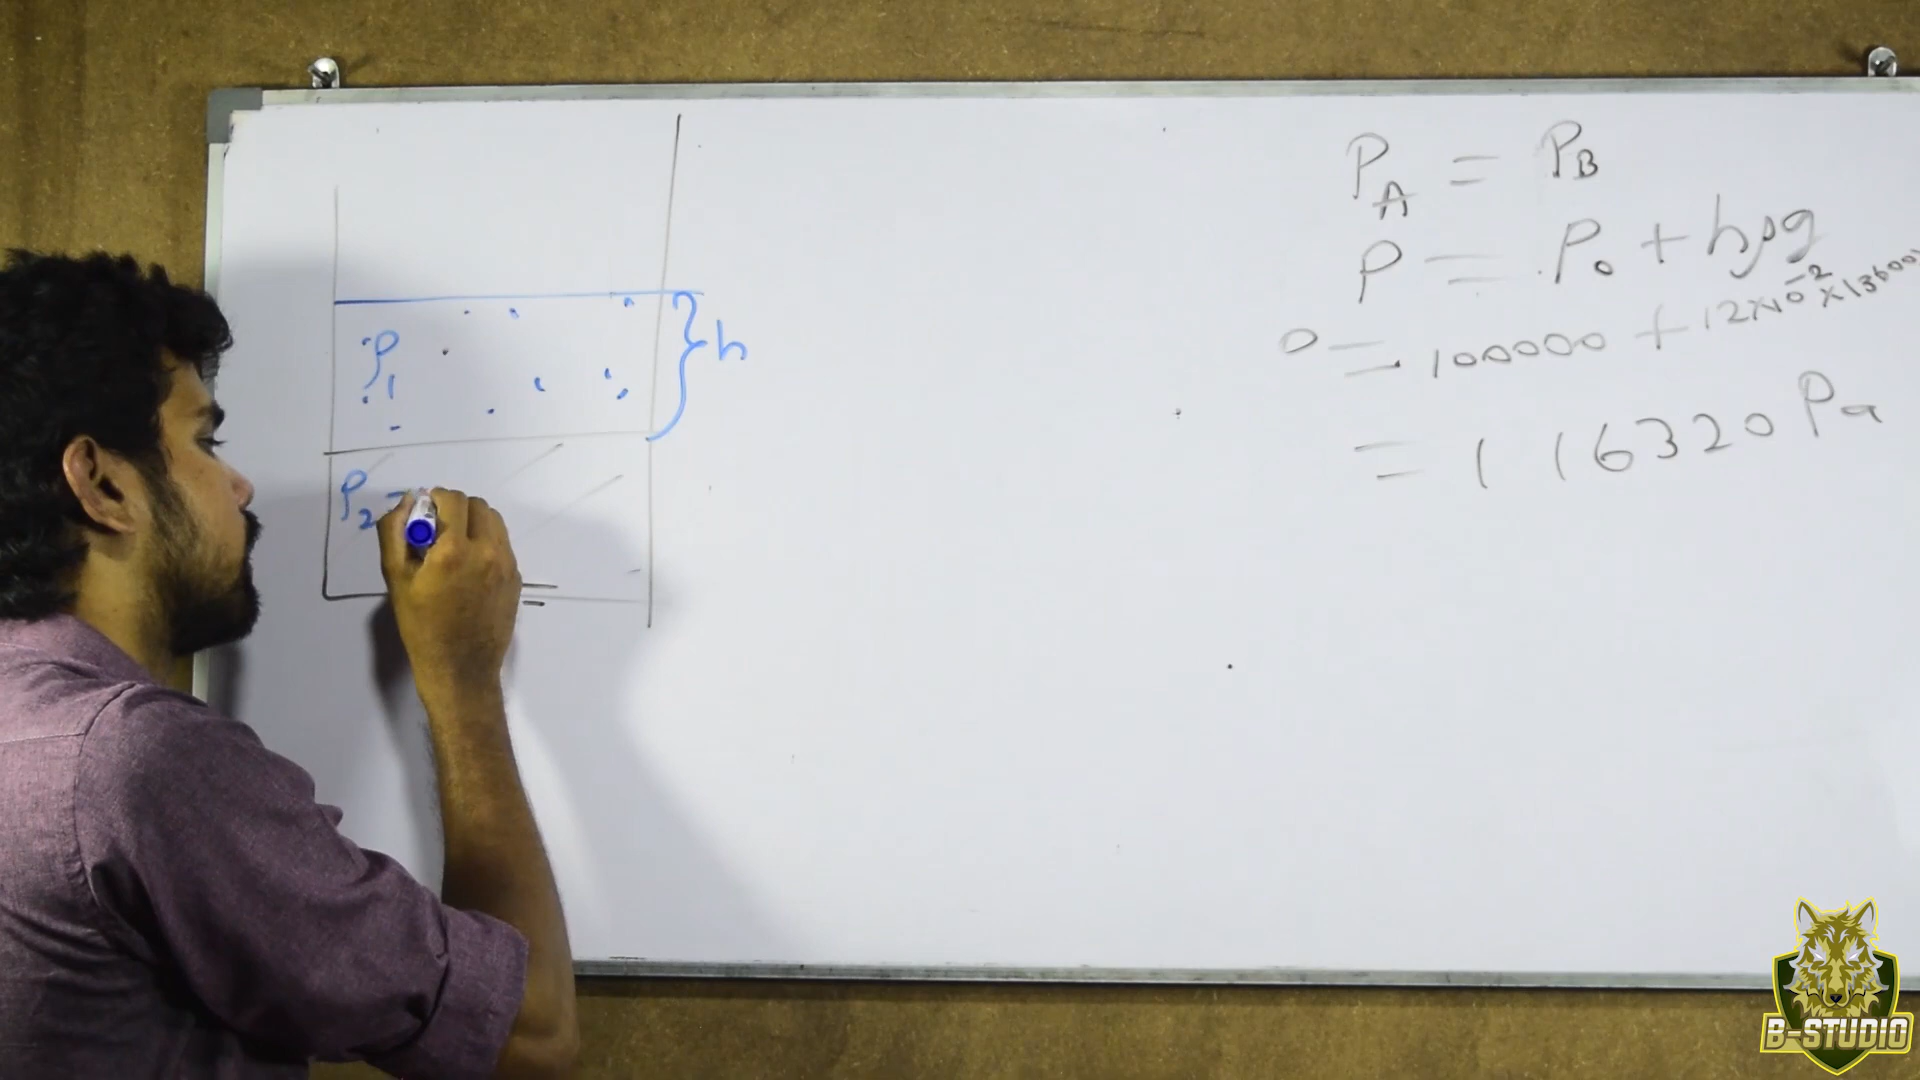 P_A = P_B
P = P₀ + hρg
= 100000 + 12×10⁻² × 13600
= 116320 Pa
ρ₁
h
ρ₂
B-STUDIO